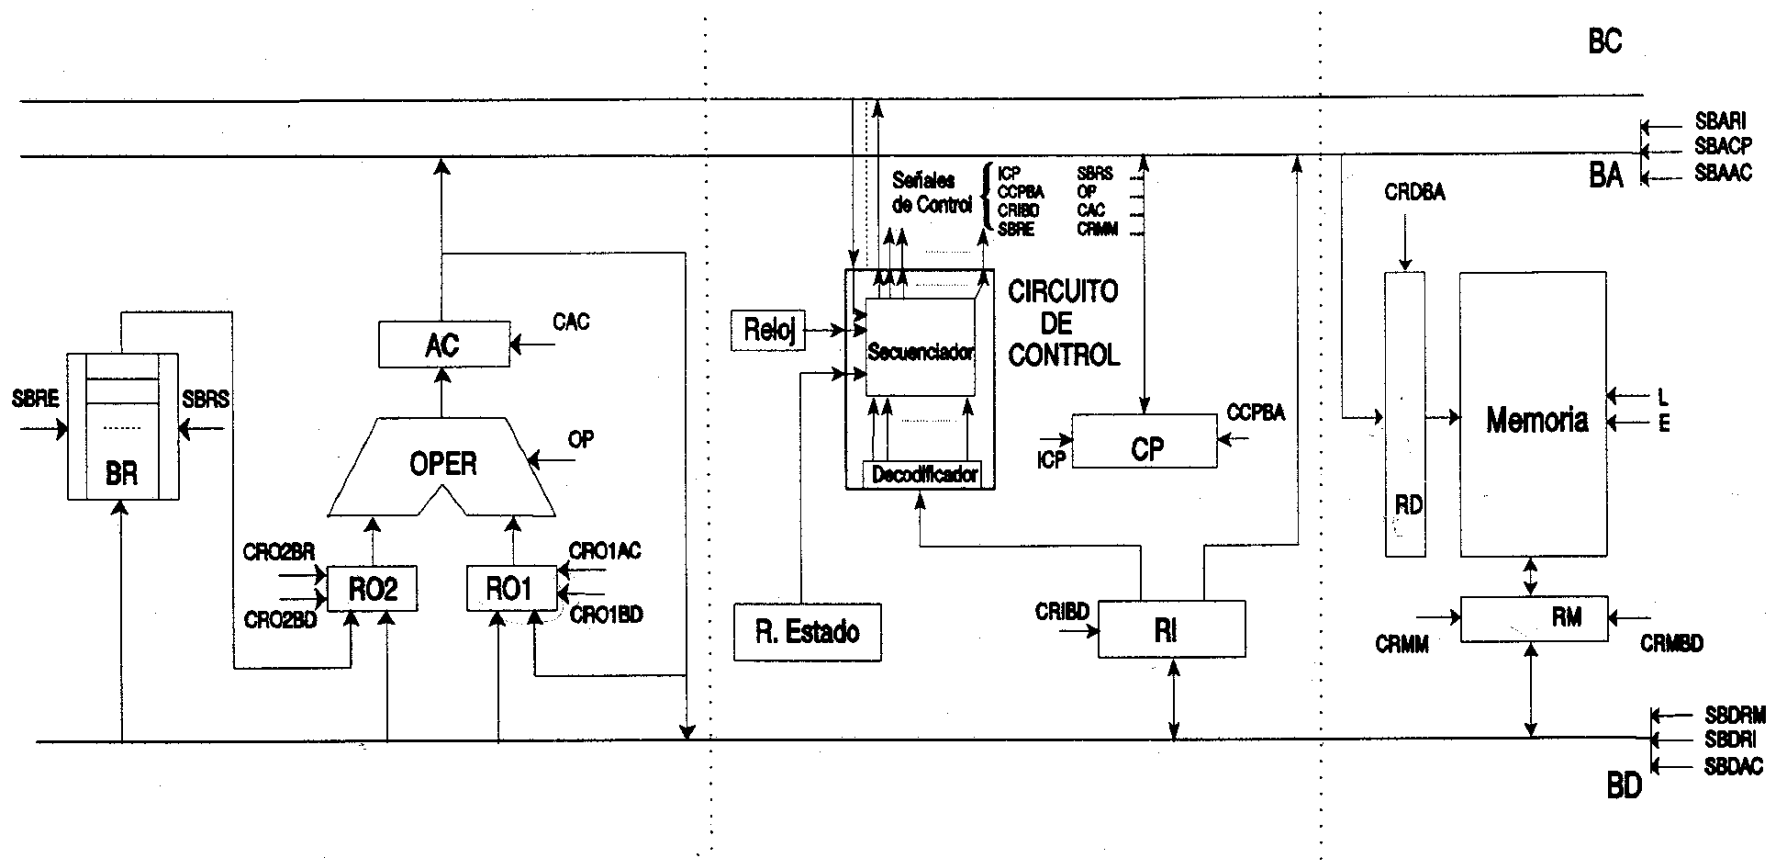 BC
SBARI
SBACP
BA
SBAAC
CRDBA
Señales
de Control
ICP SBRS
CCPBA OP
CRIBD CAC
SBRE CRMM
CIRCUITO
DE
CONTROL
Reloj
Secuenciador
Decodificador
AC
CAC
SBRE
SBRS
BR
OPER
OP
CP
ICP
CCPBA
RD
Memoria
L
E
CRO2BR
CRO2BD
RO2
RO1
CRO1AC
CRO1BD
R. Estado
CRIBD
RI
RM
CRMM
CRMBD
SBDRM
SBDRI
SBDAC
BD